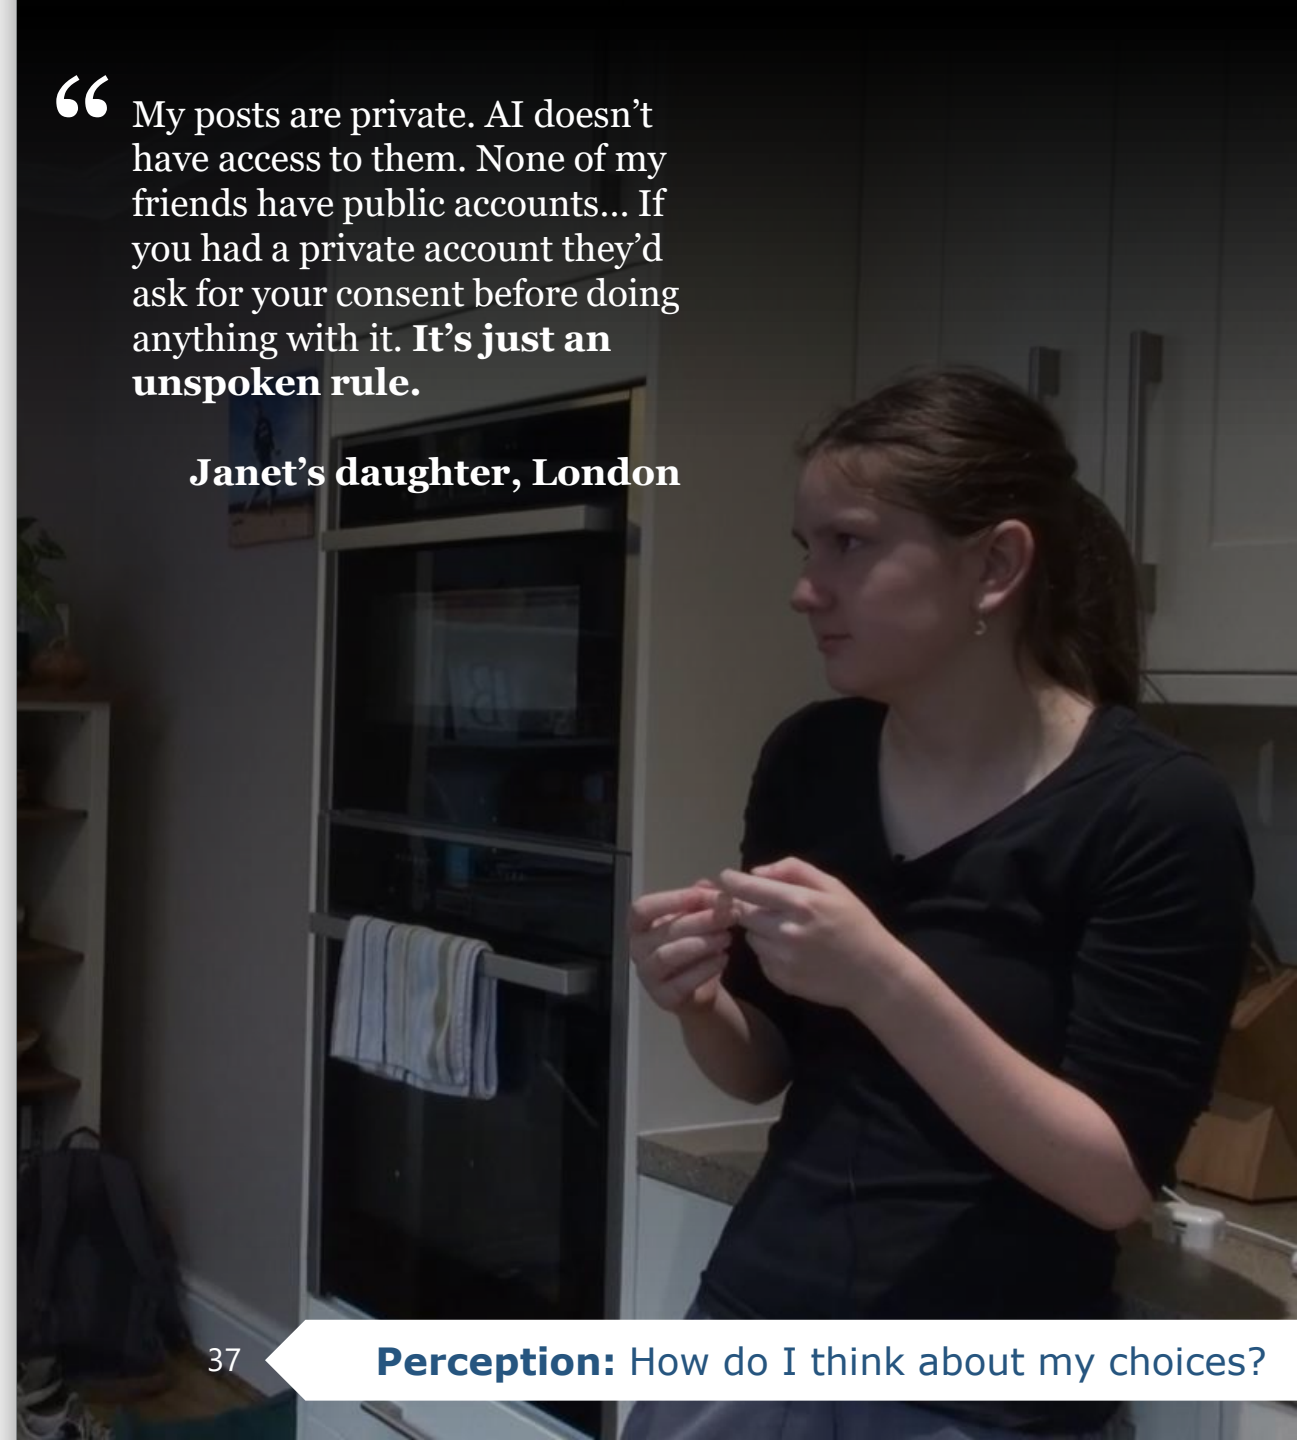 “
My posts are private. AI doesn’t
have access to them. None of my
friends have public accounts... If
you had a private account they’d
ask for your consent before doing
anything with it. It’s just an
unspoken rule.
Janet’s daughter, London
37
Perception: How do I think about my choices?